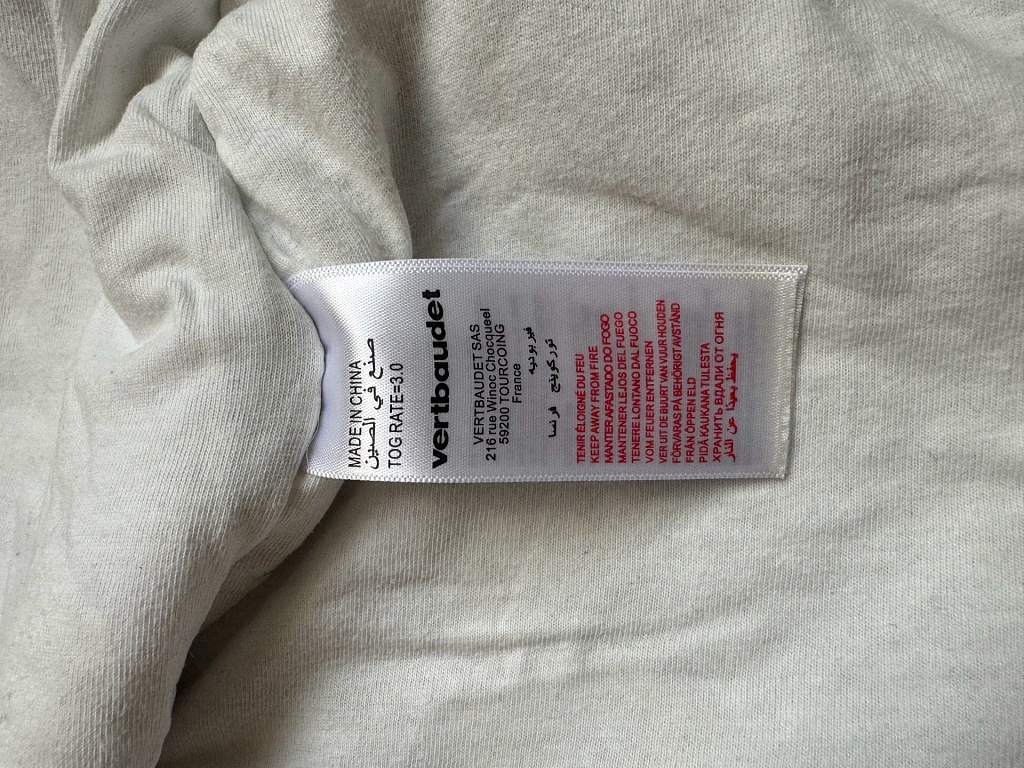 MADE IN CHINA
صنع في الصين
TOG RATE=3.0
vertbaudet
VERTBAUDET SAS
216 rue Winoc Chocqueel
59200 TOURCOING
France
فيربوديه
توركوينج فرنسا
TENIR ÉLOIGNÉ DU FEU
KEEP AWAY FROM FIRE
MANTER AFASTADO DO FOGO
MANTENER LEJOS DEL FUEGO
TENERE LONTANO DAL FUOCO
VOM FEUER ENTFERNEN
VER UIT DE BUURT VAN VUUR HOUDEN
FÖRVARAS PÅ BEHÖRIGT AVSTÅND
FRÅN ÖPPEN ELD
PIDÄ KAUKANA TULESTA
ХРАНИТЬ ВДАЛИ ОТ ОГНЯ
يحفظ بعيدًا عن النار